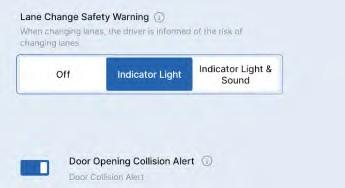 Lane Change Safety Warning
When changing lanes, the driver is informed of the risk of
changing lanes
Off
Indicator Light
Indicator Light &
Sound
Door Opening Collision Alert
Door Collision Alert